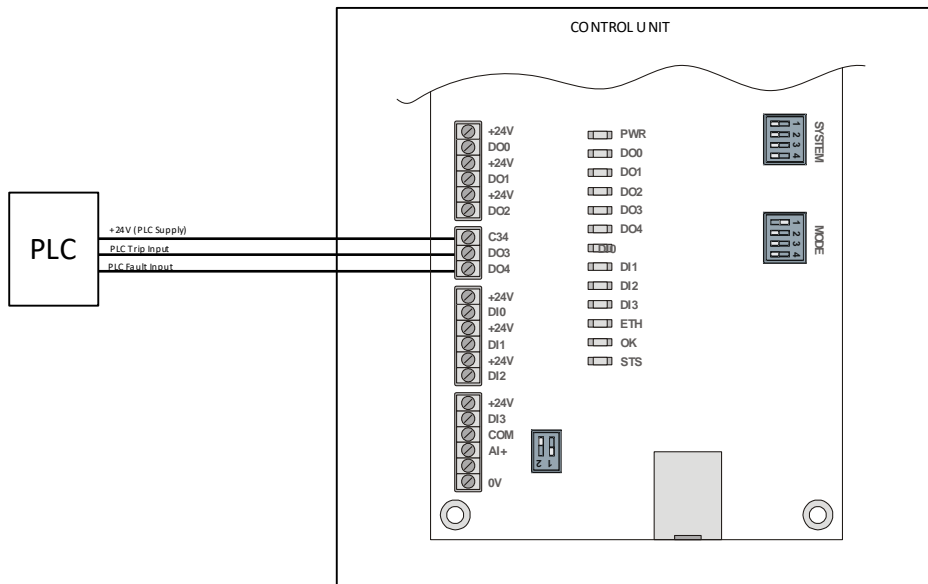 CONTROL UNIT
PLC
+24V (PLC Supply)
PLC Trip Input
PLC Fault Input
+24V
DO0
+24V
DO1
+24V
DO2
C34
DO3
DO4
+24V
DI0
+24V
DI1
+24V
DI2
+24V
DI3
COM
AI+
0V
PWR
DO0
DO1
DO2
DO3
DO4
DI0
DI1
DI2
DI3
ETH
OK
STS
1
2
3
4
SYSTEM
1
2
3
4
MODE
1
2